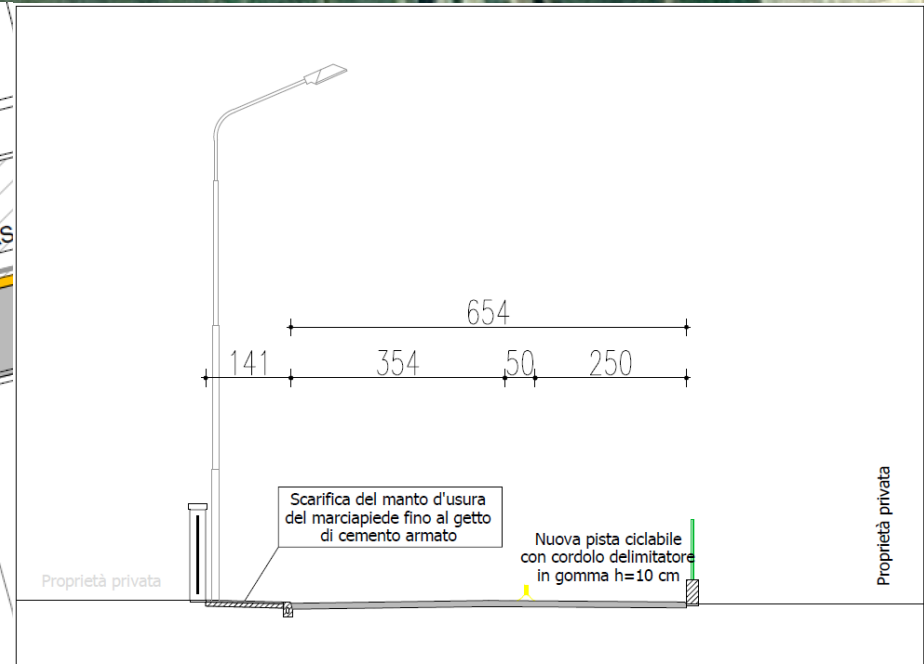 S
654
141 354 50 250
Scarifica del manto d'usura
del marciapiede fino al getto
di cemento armato
Nuova pista ciclabile
con cordolo delimitatore
in gomma h=10 cm
Proprietà privata
Proprietà privata